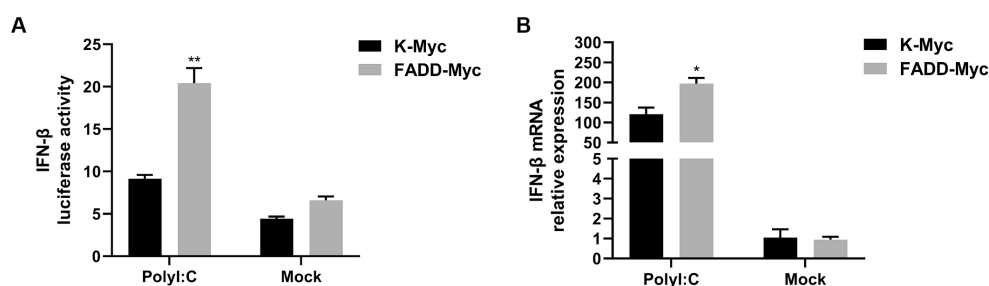 A
IFN-β
luciferase activity
25
20
15
10
5
0
**
PolyI:C
Mock
K-Myc
FADD-Myc
B
IFN-β mRNA
relative expression
300
250
200
150
100
50
5
4
3
2
1
0
*
PolyI:C
Mock
K-Myc
FADD-Myc